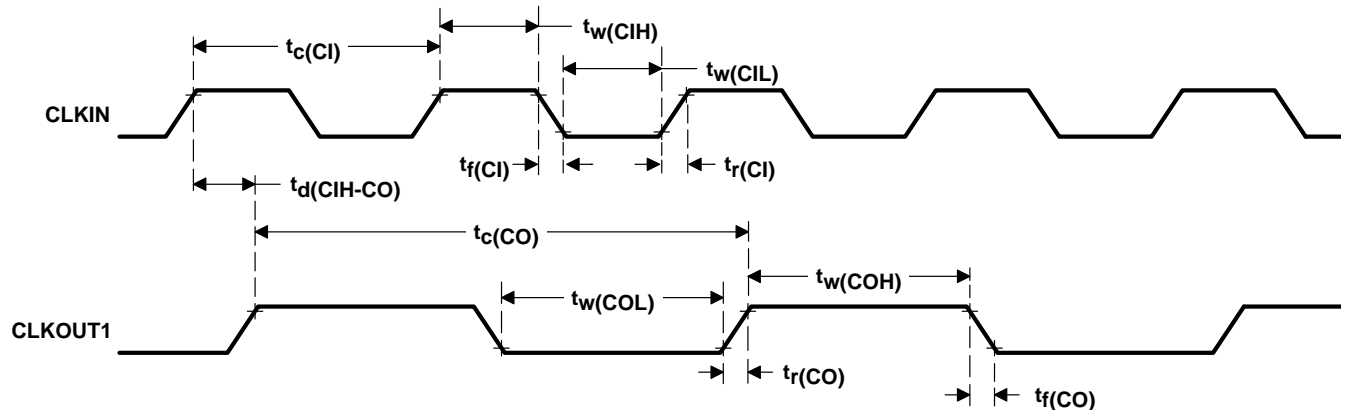 tw(CIH)
tc(CI)
tw(CIL)
CLKIN
tf(CI)
tr(CI)
td(CIH-CO)
tc(CO)
tw(COH)
tw(COL)
CLKOUT1
tr(CO)
tf(CO)